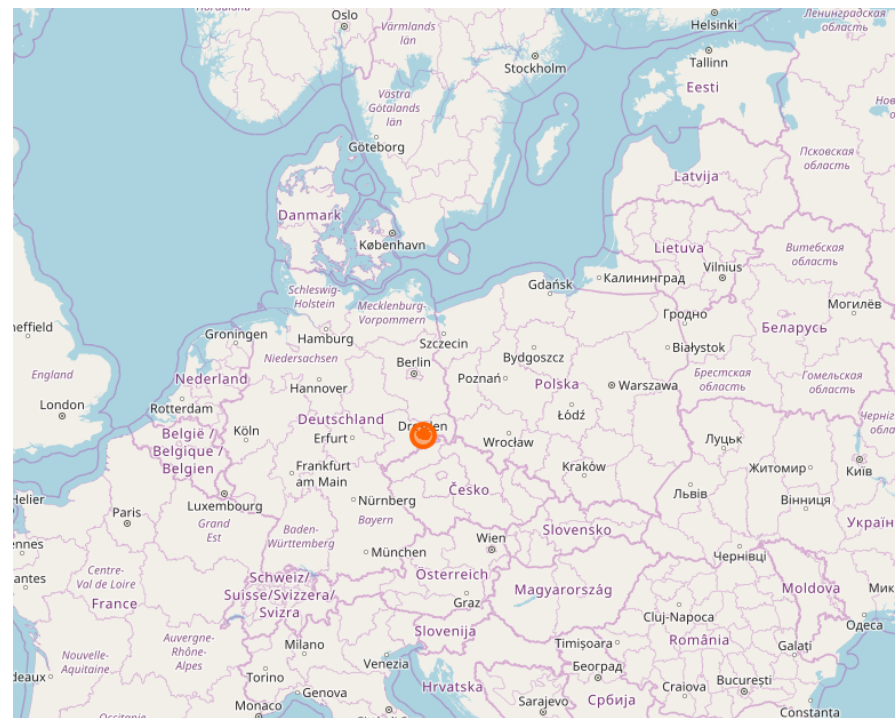 Oslo
Helsinki
Ленинградская
область
Värmlands
län
Stockholm
Tallinn
Eesti
Västra
Götalands
län
Göteborg
Псковская
область
Latvija
Danmark
København
Lietuva
Vilnius
Витебская
область
Gdańsk
Калининград
Schleswig-
Holstein
Mecklenburg-
Vorpommern
Могилёв
Гродно
Беларусь
Groningen
Hamburg
Szczecin
Białystok
England
Niedersachsen
Berlin
Bydgoszcz
Брестская
область
Гомельская
область
Nederland
Hannover
Poznań
Polska
Warszawa
London
Rotterdam
Deutschland
Łódź
België /
Belgique /
Belgien
Köln
Erfurt
Wrocław
Луцьк
Київ
Frankfurt
am Main
Kraków
Житомир
Luxembourg
Nürnberg
Česko
Львів
Вінниця
Paris
Grand
Est
Bayern
Baden-
Württemberg
Wien
Slovensko
München
Чернівці
Centre-
Val de Loire
Schweiz/
Suisse/Svizzera/
Svizra
Österreich
Magyarország
Moldova
France
Graz
Cluj-Napoca
Одеса
Auvergne-
Rhône-
Alpes
Slovenija
Nouvelle-
Aquitaine
Milano
Venezia
Timișoara
România
Galați
Torino
Hrvatska
Београд
București
Genova
Monaco
Sarajevo
Србија
Craiova
Constanta